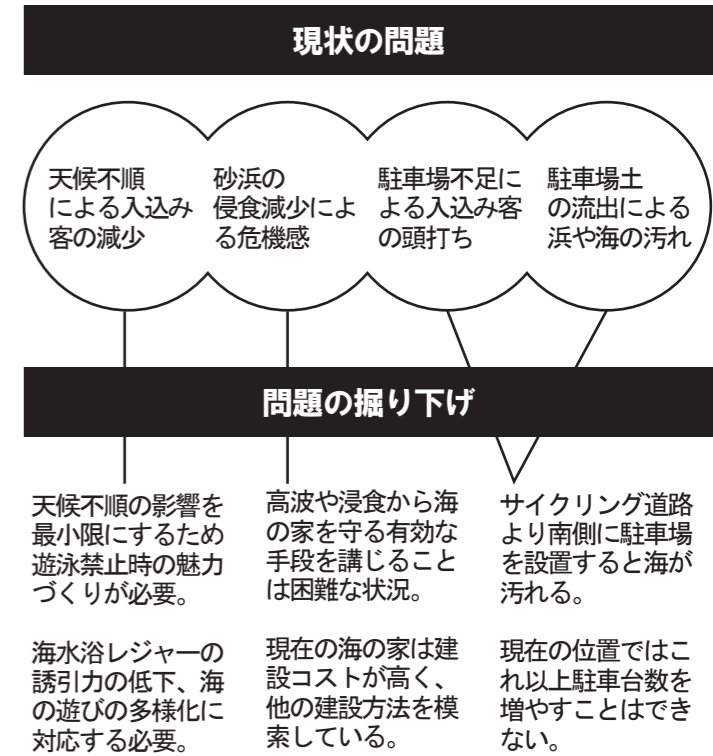 現状の問題
天候不順
による入込み
客の減少
砂浜の
侵食減少によ
る危機感
駐車場不足に
よる入込み客
の頭打ち
駐車場土
の流出による
浜や海の汚れ
問題の掘り下げ
天候不順の影響を
最小限にするため
遊泳禁止時の魅力
づくりが必要。
海水浴レジャーの
誘引力の低下、海
の遊びの多様化に
対応する必要。
高波や浸食から海
の家を守る有効な
手段を講じること
は困難な状況。
現在の海の家は建
設コストが高く、
他の建設方法を模
索している。
サイクリング道路
より南側に駐車場
を設置すると海が
汚れる。
現在の位置ではこ
れ以上駐車台数を
増やすことはでき
ない。